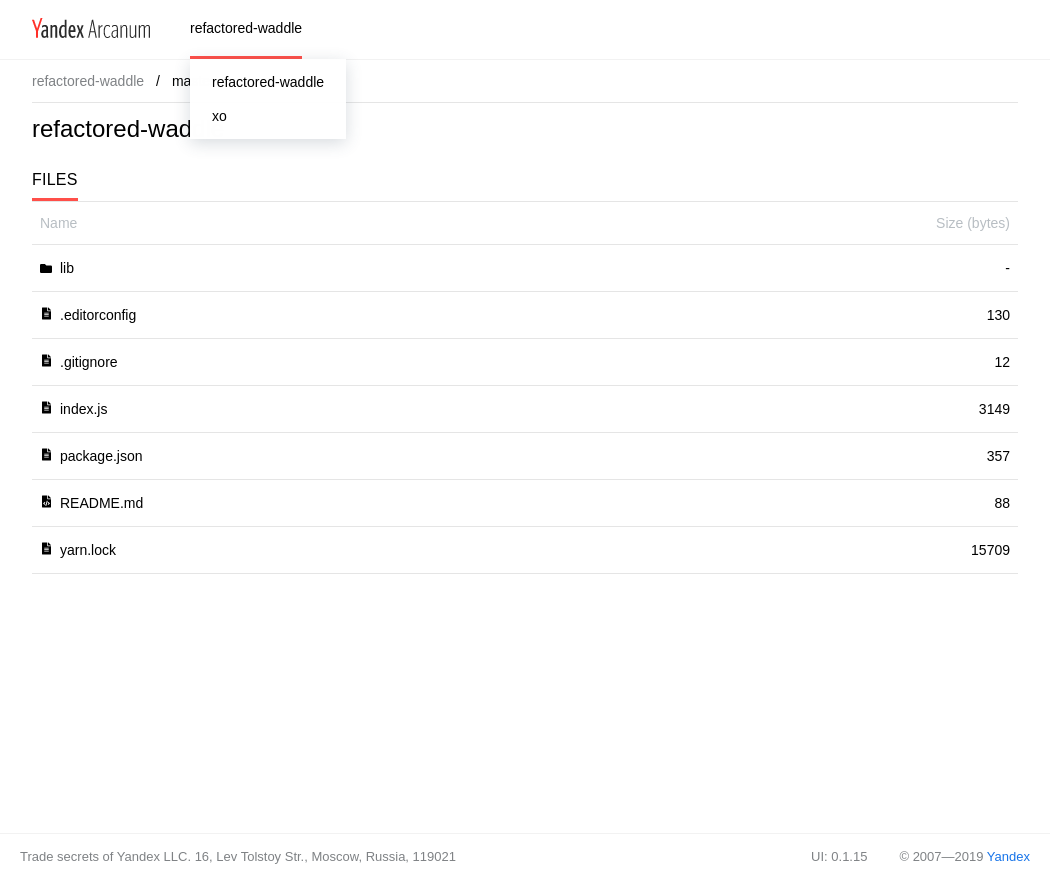 Yandex Arcanum refactored-waddle
refactored-waddle
xo
refactored-waddle / ma
refactored-wad
FILES
Name Size (bytes)
lib -
.editorconfig 130
.gitignore 12
index.js 3149
package.json 357
README.md 88
yarn.lock 15709
Trade secrets of Yandex LLC. 16, Lev Tolstoy Str., Moscow, Russia, 119021 UI: 0.1.15 © 2007—2019 Yandex